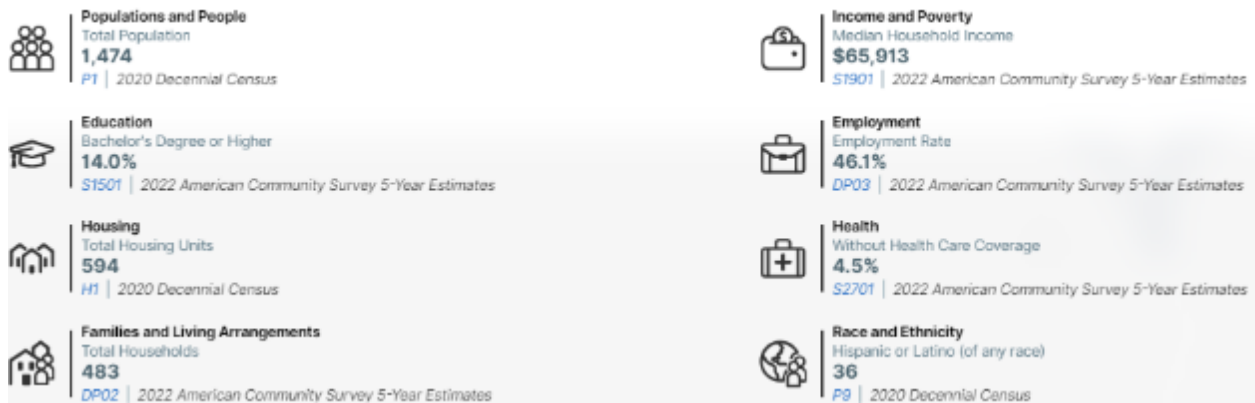 Populations and People
Total Population
1,474
P1 | 2020 Decennial Census
Income and Poverty
Median Household Income
$65,913
S1901 | 2022 American Community Survey 5-Year Estimates
Education
Bachelor's Degree or Higher
14.0%
S1501 | 2022 American Community Survey 5-Year Estimates
Employment
Employment Rate
46.1%
DP03 | 2022 American Community Survey 5-Year Estimates
Housing
Total Housing Units
594
H1 | 2020 Decennial Census
Health
Without Health Care Coverage
4.5%
S2701 | 2022 American Community Survey 5-Year Estimates
Families and Living Arrangements
Total Households
483
DP02 | 2022 American Community Survey 5-Year Estimates
Race and Ethnicity
Hispanic or Latino (of any race)
36
P9 | 2020 Decennial Census